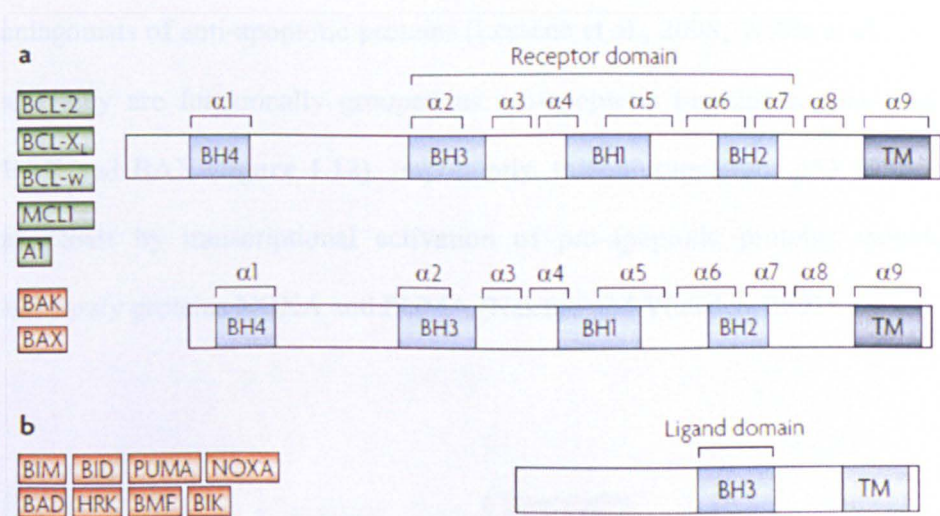 a
Receptor domain
BCL-2 α1 α2 α3 α4 α5 α6 α7 α8 α9
BCL-XL BH4 BH3 BH1 BH2 TM
BCL-w
MCL1
A1
α1 α2 α3 α4 α5 α6 α7 α8 α9
BAK
BAX BH4 BH3 BH1 BH2 TM
b
Ligand domain
BIM BID PUMA NOXA
BH3 TM
BAD HRK BMF BIK